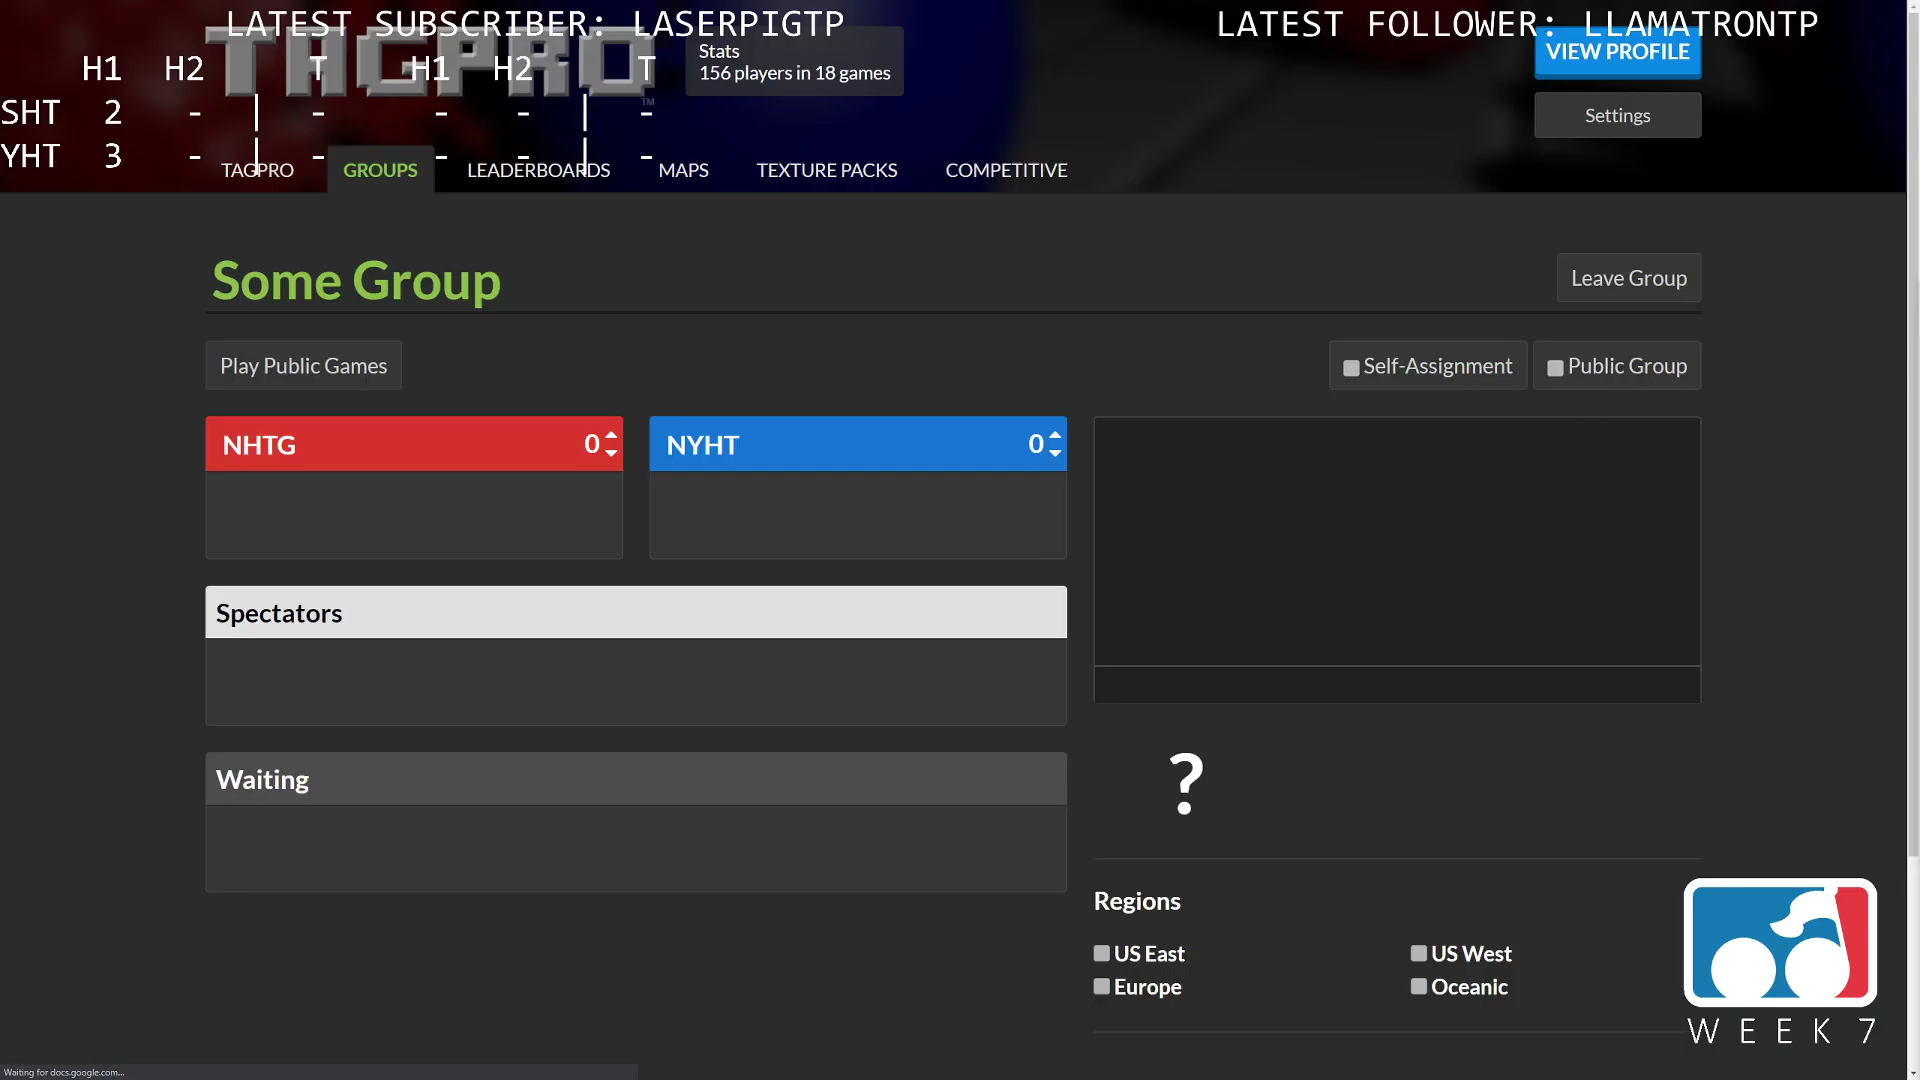 LATEST SUBSCRIBER: LASERPIGTP
LATEST FOLLOWER: LLAMATRONTP
TAGPRO™
Stats
156 players in 18 games
VIEW PROFILE
Settings
H1 H2 T H1 H2 T
SHT 2 - | - - - | -
YHT 3 - | - - - | -
TAGPRO GROUPS LEADERBOARDS MAPS TEXTURE PACKS COMPETITIVE
Some Group
Leave Group
Play Public Games
Self-Assignment
Public Group
NHTG 0
NYHT 0
Spectators
Waiting
?
Regions
US East
US West
Europe
Oceanic
WEEK 7
Waiting for docs.google.com...